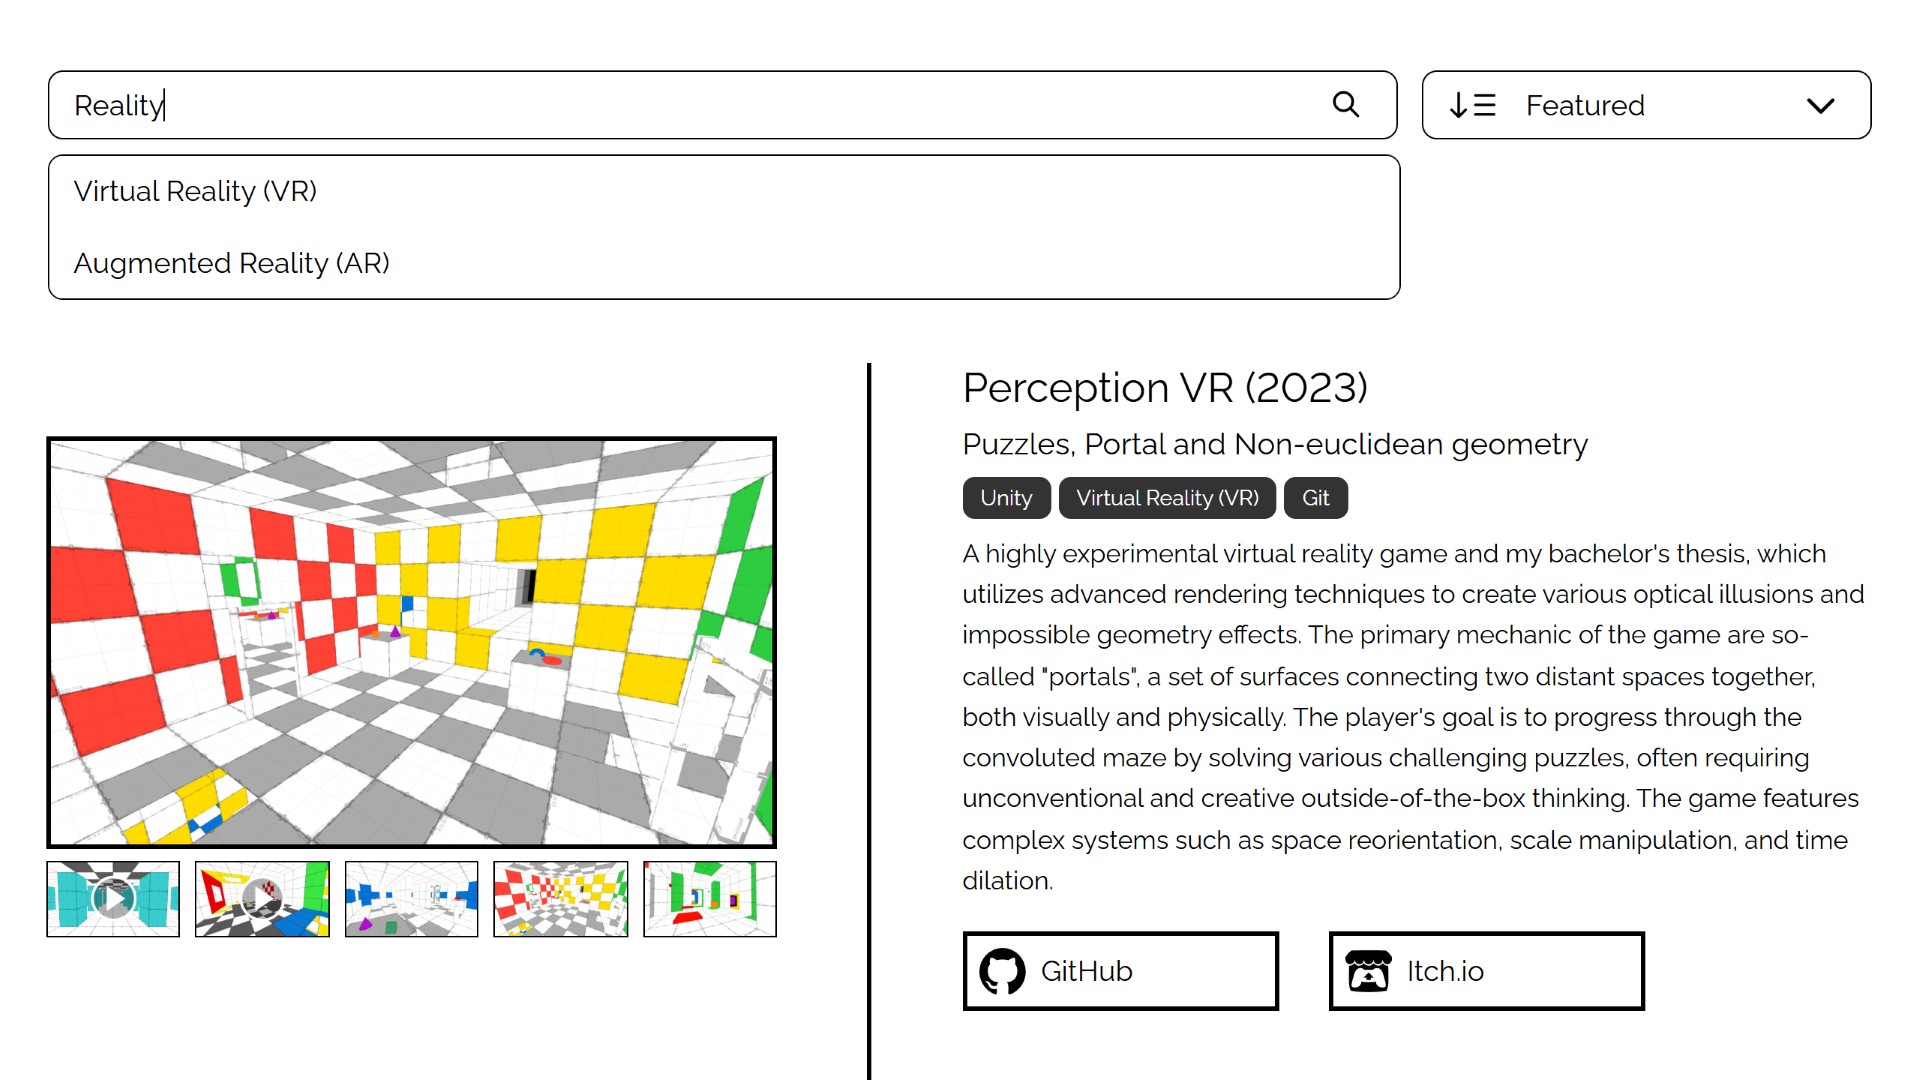 Reality
Featured
Virtual Reality (VR)
Augmented Reality (AR)
Perception VR (2023)
Puzzles, Portal and Non-euclidean geometry
Unity
Virtual Reality (VR)
Git
A highly experimental virtual reality game and my bachelor's thesis, which
utilizes advanced rendering techniques to create various optical illusions and
impossible geometry effects. The primary mechanic of the game are so-
called "portals", a set of surfaces connecting two distant spaces together,
both visually and physically. The player's goal is to progress through the
convoluted maze by solving various challenging puzzles, often requiring
unconventional and creative outside-of-the-box thinking. The game features
complex systems such as space reorientation, scale manipulation, and time
dilation.
GitHub
Itch.io